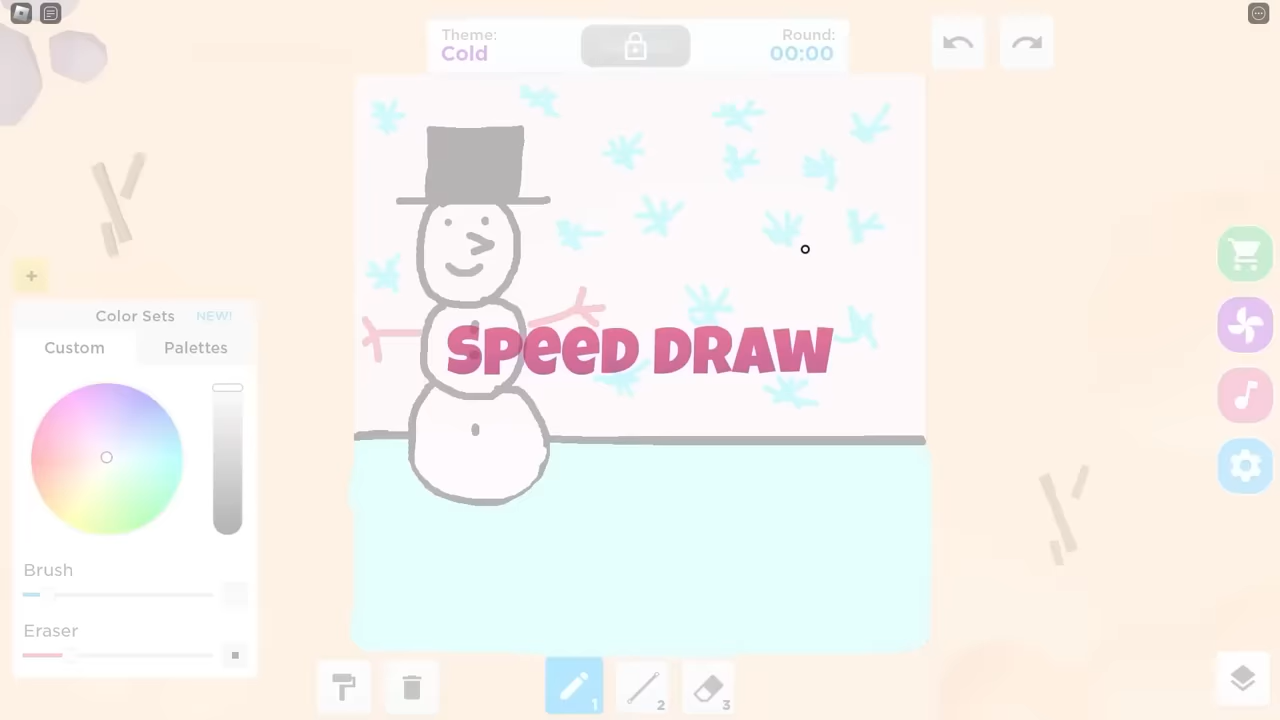 Theme:
Cold
Round:
00:00
Color Sets NEW!
Custom Palettes
SPEED DRAW
Brush
Eraser
1
2
3